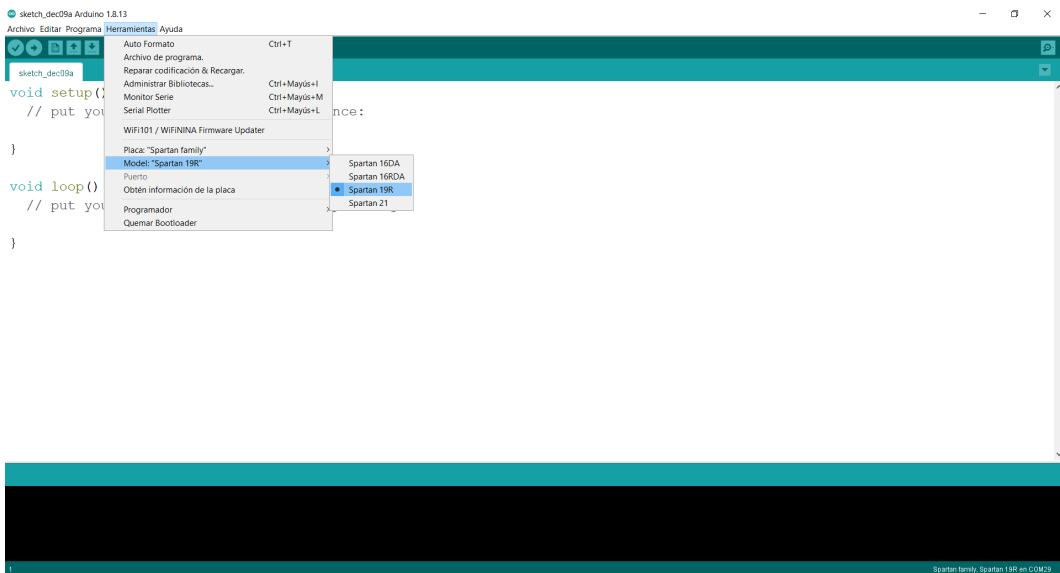 sketch_dec09a Arduino 1.8.13
Archivo Editar Programa Herramientas Ayuda
sketch_dec09a
Auto Formato Ctrl+T
Archivo de programa.
Reparar codificación & Recargar.
Administrar Bibliotecas... Ctrl+Mayús+I
Monitor Serie Ctrl+Mayús+M
Serial Plotter Ctrl+Mayús+L
WiFi101 / WiFiNINA Firmware Updater
Placa: "Spartan family"
Model: "Spartan 19R"
Puerto
Obtén información de la placa
Programador
Quemar Bootloader
Spartan 16DA
Spartan 16RDA
Spartan 19R
Spartan 21
void setup()
// put you nce:
}
void loop()
// put you
}
1 Spartan family, Spartan 19R en COM29